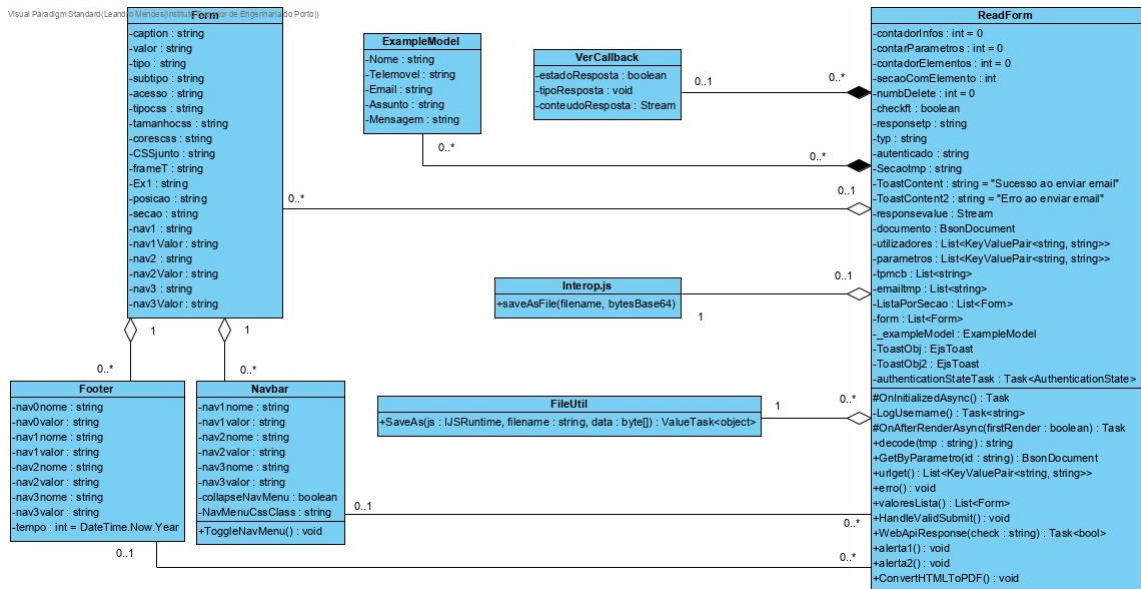 Visual Paradigm Standard(Leandro Mendes(Instituto Superior de Engenharia do Porto))
Form
-caption : string
-valor : string
-tipo : string
-subtipo : string
-acesso : string
-tipocss : string
-tamanhocss : string
-corescss : string
-CSSjunto : string
-frameT : string
-Ex1 : string
-posicao : string
-secao : string
-nav1 : string
-nav1Valor : string
-nav2 : string
-nav2Valor : string
-nav3 : string
-nav3Valor : string
ExampleModel
-Nome : string
-Telemovel : string
-Email : string
-Assunto : string
-Mensagem : string
VerCallback
-estadoResposta : boolean
-tipoResposta : void
-conteudoResposta : Stream
0..1
0..*
0..*
0..*
0..*
0..1
Interop.js
+saveAsFile(filename, bytesBase64)
0..1
1
FileUtil
+SaveAs(js : IJSRuntime, filename : string, data : byte[]) : ValueTask<object>
1
0..*
1
1
0..*
0..*
Footer
-nav0nome : string
-nav0valor : string
-nav1nome : string
-nav1valor : string
-nav2nome : string
-nav2valor : string
-nav3nome : string
-nav3valor : string
-tempo : int = DateTime.Now.Year
Navbar
-nav1nome : string
-nav1valor : string
-nav2nome : string
-nav2valor : string
-nav3nome : string
-nav3valor : string
-collapseNavMenu : boolean
-NavMenuCssClass : string
+ToggleNavMenu() : void
0..1
0..*
0..1
0..*
ReadForm
-contadorInfos : int = 0
-contarParametros : int = 0
-contadorElementos : int = 0
-secaoComElemento : int
-numbDelete : int = 0
-checkft : boolean
-responsetp : string
-typ : string
-autenticado : string
-Secaotmp : string
-ToastContent : string = "Sucesso ao enviar email"
-ToastContent2 : string = "Erro ao enviar email"
-responsevalue : Stream
-documento : BsonDocument
-utilizadores : List<KeyValuePair<string, string>>
-parametros : List<KeyValuePair<string, string>>
-tpmcb : List<string>
-emailtmp : List<string>
-ListaPorSecao : List<Form>
-form : List<Form>
-_exampleModel : ExampleModel
-ToastObj : EjsToast
-ToastObj2 : EjsToast
-authenticationStateTask : Task<AuthenticationState>
#OnInitializedAsync() : Task
-LogUsername() : Task<string>
#OnAfterRenderAsync(firstRender : boolean) : Task
+decode(tmp : string) : string
+GetByParametro(id : string) : BsonDocument
+urlget() : List<KeyValuePair<string, string>>
+erro() : void
+valoresLista() : List<Form>
+HandleValidSubmit() : void
+WebApiResponse(check : string) : Task<bool>
+alerta1() : void
+alerta2() : void
+ConvertHTMLToPDF() : void